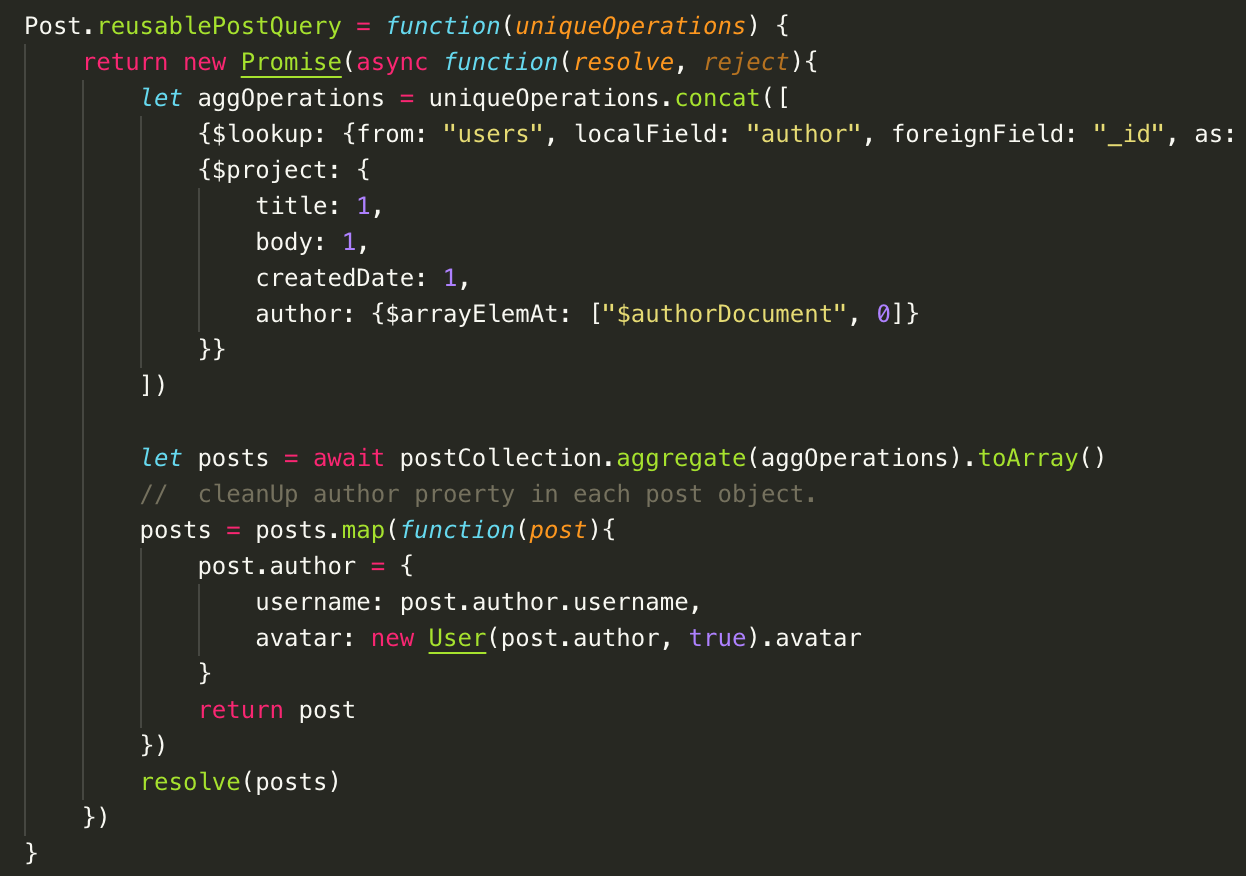 Post.reusablePostQuery = function(uniqueOperations) {
    return new Promise(async function(resolve, reject){
        let aggOperations = uniqueOperations.concat([
            {$lookup: {from: "users", localField: "author", foreignField: "_id", as:
            {$project: {
                title: 1,
                body: 1,
                createdDate: 1,
                author: {$arrayElemAt: ["$authorDocument", 0]}
            }}
        ])

        let posts = await postCollection.aggregate(aggOperations).toArray()
        //  cleanUp author proerty in each post object.
        posts = posts.map(function(post){
            post.author = {
                username: post.author.username,
                avatar: new User(post.author, true).avatar
            }
            return post
        })
        resolve(posts)
    })
}